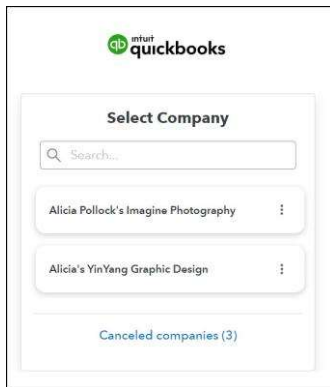 intuit
quickbooks
Select Company
Search...
Alicia Pollock's Imagine Photography
Alicia's YinYang Graphic Design
Canceled companies (3)